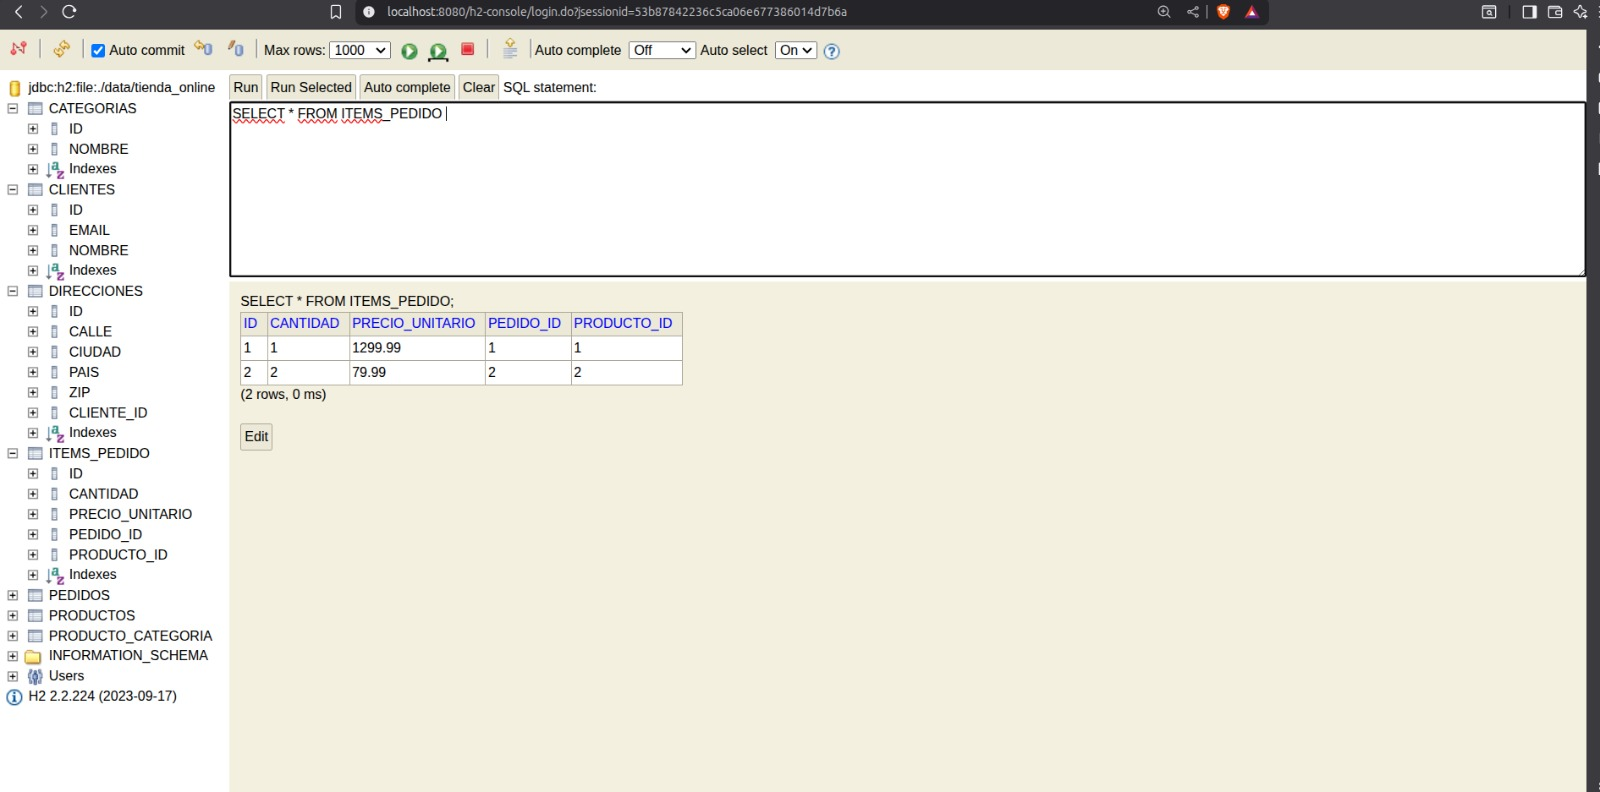 localhost:8080/h2-console/login.do?jsessionid=53b87842236c5ca06e677386014d7b6a
Auto commit Max rows: 1000 Auto complete Off Auto select On
jdbc:h2:file:./data/tienda_online
CATEGORIAS
ID
NOMBRE
Indexes
CLIENTES
ID
EMAIL
NOMBRE
Indexes
DIRECCIONES
ID
CALLE
CIUDAD
PAIS
ZIP
CLIENTE_ID
Indexes
ITEMS_PEDIDO
ID
CANTIDAD
PRECIO_UNITARIO
PEDIDO_ID
PRODUCTO_ID
Indexes
PEDIDOS
PRODUCTOS
PRODUCTO_CATEGORIA
INFORMATION_SCHEMA
Users
H2 2.2.224 (2023-09-17)
Run Run Selected Auto complete Clear SQL statement:
SELECT * FROM ITEMS_PEDIDO
SELECT * FROM ITEMS_PEDIDO;
ID CANTIDAD PRECIO_UNITARIO PEDIDO_ID PRODUCTO_ID
1 1 1299.99 1 1
2 2 79.99 2 2
(2 rows, 0 ms)
Edit